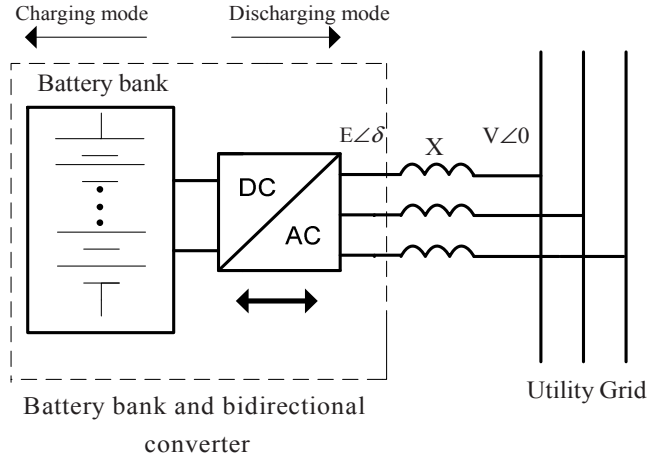 Charging mode
Discharging mode
Battery bank
E∠δ
X
V∠0
DC
AC
Utility Grid
Battery bank and bidirectional
converter